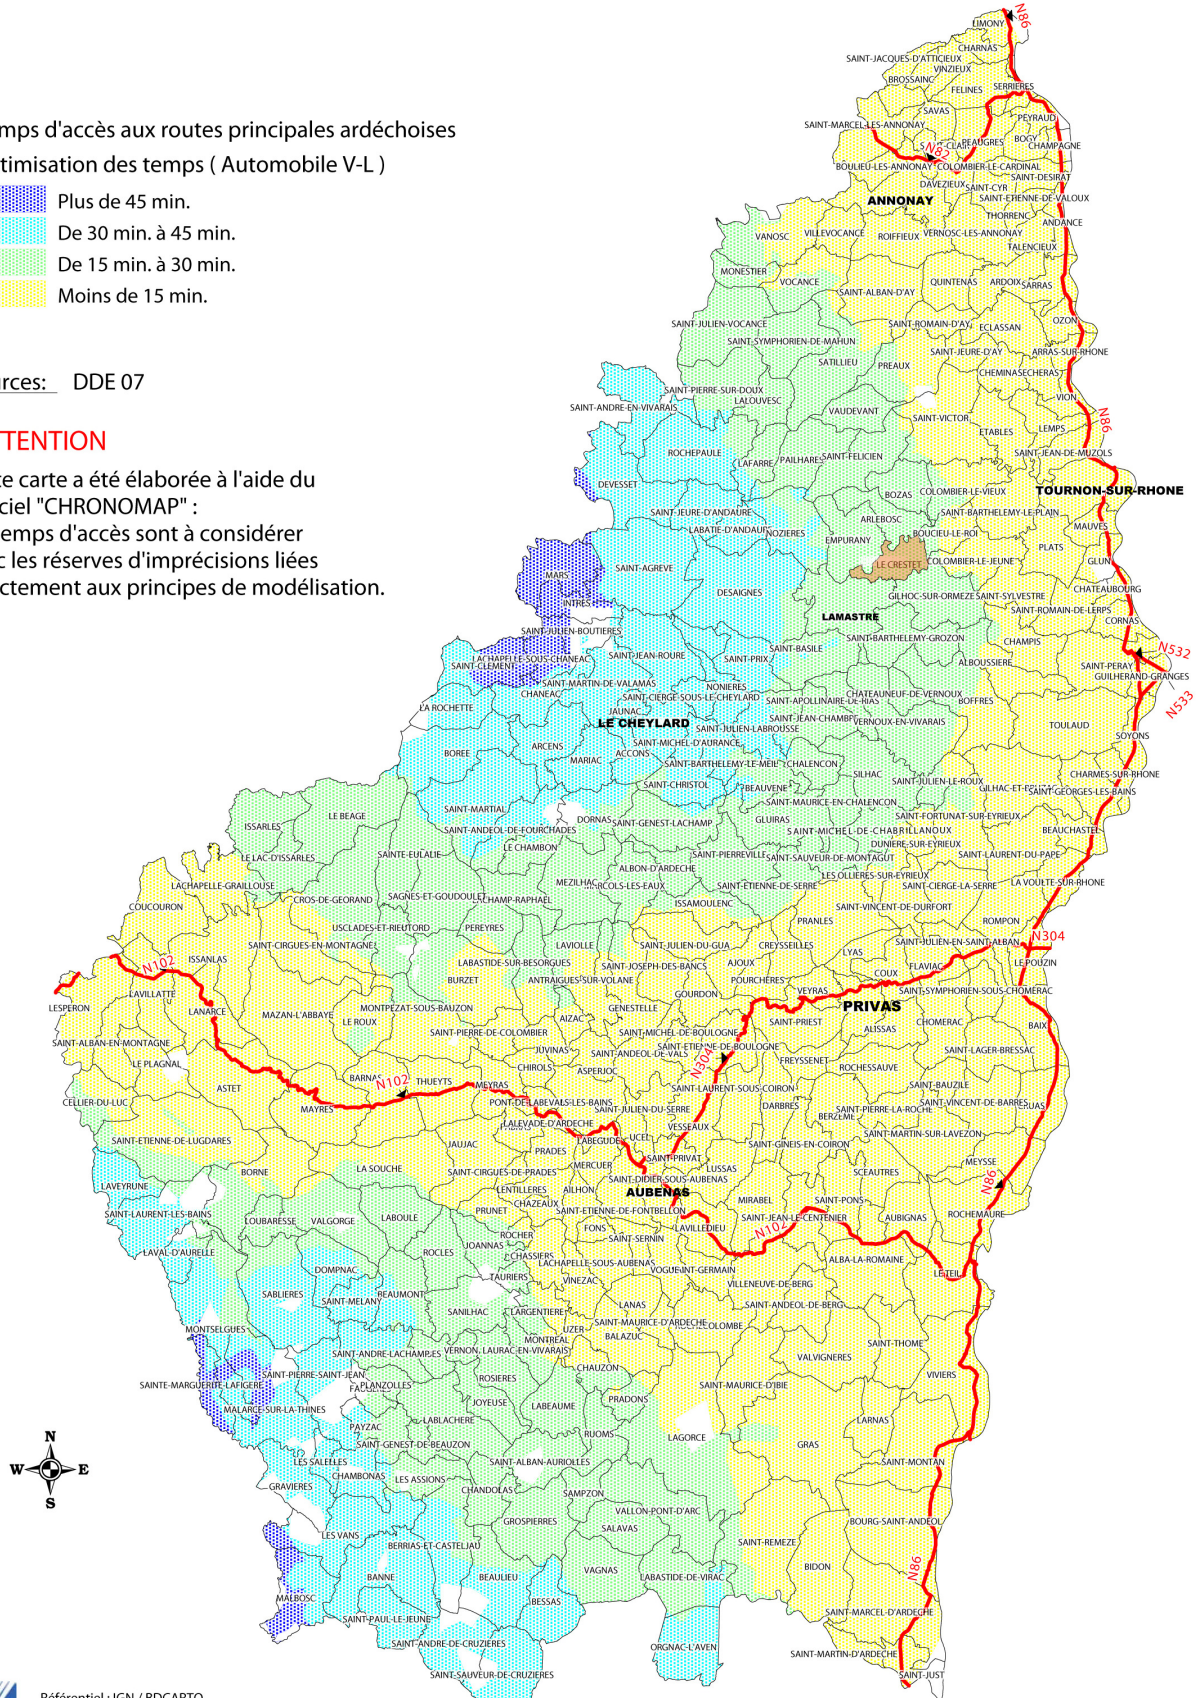 mps d'accès aux routes principales ardéchoises
timisation des temps ( Automobile V-L )
Plus de 45 min.
De 30 min. à 45 min.
De 15 min. à 30 min.
Moins de 15 min.
rces: DDE 07
TTENTION
te carte a été élaborée à l'aide du
ciel "CHRONOMAP" :
temps d'accès sont à considérer
c les réserves d'imprécisions liées
ctement aux principes de modélisation.
N86
LIMONY
CHARNAS
SAINT-JACQUES-D'ATTICIEUX
VINZIEUX
BROSSAINC
FELINES
SERRIERES
SAVAS
PEYRAUD
SAINT-MARCEL-LES-ANNONAY
BOGY
PEAUGRES
CHAMPAGNE
N82
BOULIEU-LES-ANNONAY
COLOMBIER-LE-CARDINAL
SAINT-DESIRAT
DAVEZIEUX
SAINT-CYR
SAINT-ETIENNE-DE-VALOUX
ANNONAY
THORRENC
ANDANCE
VANOSC
VILLEVOCANCE
ROIFFIEUX
VERNOSC-LES-ANNONAY
TALENCIEUX
MONESTIER
VOCANCE
SAINT-ALBAN-D'AY
QUINTENAS
ARDOIX
SARRAS
SAINT-JULIEN-VOCANCE
SAINT-ROMAIN-D'AY
ECLASSAN
OZON
SAINT-SYMPHORIEN-DE-MAHUN
SATILLIEU
PREAUX
SAINT-JEURE-D'AY
ARRAS-SUR-RHONE
CHEMINAS
SECHERAS
SAINT-PIERRE-SUR-DOUX
LALOUVESC
VION
SAINT-ANDRE-EN-VIVARAIS
VAUDEVANT
SAINT-VICTOR
N86
ETABLES
LEMPS
ROCHEPAULE
LAFARRE
PAILHARES
SAINT-FELICIEN
SAINT-JEAN-DE-MUZOLS
DEVESSET
BOZAS
COLOMBIER-LE-VIEUX
TOURNON-SUR-RHONE
SAINT-JEURE-D'ANDAURE
ARLEBOSC
SAINT-BARTHELEMY-LE-PLAIN
LABATIE-D'ANDAURE
NOZIERES
EMPURANY
BOUCIEU-LE-ROI
MAUVES
PLATS
MARS
SAINT-AGREVE
LE CRESTET
COLOMBIER-LE-JEUNE
GLUN
INTRES
DESAIGNES
GILHOC-SUR-ORMEZE
SAINT-SYLVESTRE
CHATEAUBOURG
LAMASTRE
SAINT-ROMAIN-DE-LERPS
CORNAS
SAINT-JULIEN-BOUTIERES
SAINT-BARTHELEMY-GROZON
CHAMPIS
SAINT-BASILE
N532
LACHAPELLE-SOUS-CHANEAC
SAINT-JEAN-ROURE
SAINT-PRIX
ALBOUSSIERE
SAINT-PERAY
SAINT-CLEMENT
GUILHERAND-GRANGES
SAINT-MARTIN-DE-VALAMAS
NONIERES
CHANEAC
SAINT-CIERGE-SOUS-LE-CHEYLARD
SAINT-APOLLINAIRE-DE-RIAS
CHATEAUNEUF-DE-VERNOUX
BOFFRES
N533
LA ROCHETTE
JAUNAC
LE CHEYLARD
SAINT-JULIEN-LABROUSSE
VERNOUX-EN-VIVARAIS
TOULAUD
SOYONS
BOREE
ARCENS
ACCONS
SAINT-MICHEL-D'AURANCE
MARIAC
CHALENCON
SILHAC
CHARMES-SUR-RHONE
SAINT-CHRISTOL
BEAUVENE
SAINT-JULIEN-LE-ROUX
SAINT-GEORGES-LES-BAINS
SAINT-MARTIAL
SAINT-MAURICE-EN-CHALENCON
LE BEAGE
DORNAS
SAINT-GENEST-LACHAMP
GLUIRAS
SAINT-FORTUNAT-SUR-EYRIEUX
ISSARLES
SAINT-ANDEOL-DE-FOURCHADES
SAINT-MICHEL-DE-CHABRILLANOUX
BEAUCHASTEL
LE CHAMBON
DUNIERE-SUR-EYRIEUX
LE LAC-D'ISSARLES
SAINTE-EULALIE
SAINT-PIERREVILLE
SAINT-SAUVEUR-DE-MONTAGUT
SAINT-LAURENT-DU-PAPE
ALBON-D'ARDECHE
LES OLLIERES-SUR-EYRIEUX
LACHAPELLE-GRAILLOUSE
MEZILHAC
MARCOLS-LES-EAUX
SAINT-ETIENNE-DE-SERRE
SAINT-CIERGE-LA-SERRE
LA VOULTE-SUR-RHONE
COUCOURON
CROS-DE-GEORAND
SAGNES-ET-GOUDOULET
LACHAMP-RAPHAEL
ISSAMOULENC
SAINT-VINCENT-DE-DURFORT
PRANLES
ROMPON
USCLADES-ET-RIEUTORD
PEREYRES
N304
SAINT-CIRGUES-EN-MONTAGNE
LAVIOLLE
SAINT-JULIEN-DU-GUA
CREYSSEILLES
LYAS
SAINT-JULIEN-EN-SAINT-ALBAN
ISSANLAS
N102
LABASTIDE-SUR-BESORGUES
SAINT-JOSEPH-DES-BANCS
AJOUX
FLAVIAC
LE POUZIN
BURZET
ANTRAIGUES-SUR-VOLANE
POURCHERES
COUX
LAVILLATTE
GOURDON
VEYRAS
SAINT-SYMPHORIEN-SOUS-CHOMERAC
LESPERON
LANARCE
MAZAN-L'ABBAYE
MONTPEZAT-SOUS-BAUZON
GENESTELLE
PRIVAS
LE ROUX
AIZAC
SAINT-PRIEST
CHOMERAC
BAIX
SAINT-PIERRE-DE-COLOMBIER
SAINT-MICHEL-DE-BOULOGNE
ALISSAS
SAINT-ALBAN-EN-MONTAGNE
JUVINAS
SAINT-ETIENNE-DE-BOULOGNE
SAINT-ANDEOL-DE-VALS
SAINT-LAGER-BRESSAC
LE PLAGNAL
CHIROLS
ASPERJOC
N304
FREYSSENET
ROCHESSAUVE
BARNAS
N102
THUEYTS
MEYRAS
SAINT-LAURENT-SOUS-COIRON
SAINT-BAUZILE
ASTET
CELLIER-DU-LUC
MAYRES
PONT-DE-LABEAUME
VALS-LES-BAINS
SAINT-JULIEN-DU-SERRE
DARBRES
BERZEME
SAINT-PIERRE-LA-ROCHE
SAINT-VINCENT-DE-BARRES
CRUAS
LALEVADE-D'ARDECHE
VESSEAUX
SAINT-ETIENNE-DE-LUGDARES
JAUJAC
LABEGUDE
UCEL
SAINT-GINEIS-EN-COIRON
SAINT-MARTIN-SUR-LAVEZON
PRADES
SAINT-PRIVAT
MEYSSE
BORNE
LA SOUCHE
SAINT-CIRGUES-DE-PRADES
MERCUER
LUSSAS
SCEAUTRES
LAVEYRUNE
SAINT-DIDIER-SOUS-AUBENAS
LENTILLERES
AILHON
AUBENAS
MIRABEL
SAINT-PONS
N86
SAINT-LAURENT-LES-BAINS
LOUBARESSE
VALGORGE
LABOULE
PRUNET
CHAZEAUX
SAINT-ETIENNE-DE-FONTBELLON
SAINT-JEAN-LE-CENTENIER
AUBIGNAS
ROCHEMAURE
FONS
LAVILLEDIEU
N102
LAVAL-D'AURELLE
ROCLES
JOANNAS
ROCHER
SAINT-SERNIN
CHASSIERS
LACHAPELLE-SOUS-AUBENAS
ALBA-LA-ROMAINE
DOMPNAC
TAURIERS
VINEZAC
VOGUE
LE TEIL
SABLIERES
BEAUMONT
VILLENEUVE-DE-BERG
SAINT-MELANY
SANILHAC
LARGENTIERE
LANAS
SAINT-ANDEOL-DE-BERG
MONTSELGUES
UZER
SAINT-MAURICE-D'ARDECHE
MONTREAL
BALAZUC
SAINT-THOME
VERNON
LAURAC-EN-VIVARAIS
VALVIGNERES
SAINT-PIERRE-SAINT-JEAN
CHAUZON
VIVIERS
SAINTE-MARGUERITE-LAFIGERE
PLANZOLLES
ROSIERES
SAINT-MAURICE-D'IBIE
PRADONS
MALARCE-SUR-LA-THINES
JOYEUSE
LABEAUME
PAYZAC
LABLACHERE
LARNAS
RUOMS
LAGORCE
GRAS
SAINT-GENEST-DE-BEAUZON
LES SALELLES
SAINT-ALBAN-AURIOLLES
SAINT-MONTAN
CHAMBONAS
LES ASSIONS
GRAVIERES
CHANDOLAS
SAMPZON
VALLON-PONT-D'ARC
GROSPIERRES
SALAVAS
BOURG-SAINT-ANDEOL
LES VANS
BERRIAS-ET-CASTELJAU
SAINT-REMEZE
BIDON
N86
VAGNAS
BANNE
BEAULIEU
LABASTIDE-DE-VIRAC
MALBOSC
BESSAS
SAINT-PAUL-LE-JEUNE
SAINT-MARCEL-D'ARDECHE
SAINT-ANDRE-DE-CRUZIERES
ORGNAC-L'AVEN
SAINT-MARTIN-D'ARDECHE
SAINT-SAUVEUR-DE-CRUZIERES
SAINT-JUST
N
W
E
S
Référentiel : IGN / BDCARTO